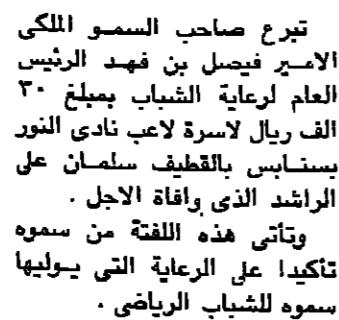 تبرع صاحب السمو الملكى
الامير فيصل بن فهد الرئيس
العام لرعاية الشباب بمبلغ ٣٠
الف ريال لاسرة لاعب نادى النور
بسنابس بالقطيف سلمان على
الراشد الذى وافاة الاجل .
وتأتى هذه اللفتة من سموه
تأكيدا على الرعاية التي يوليها
سموه للشباب الرياضى .